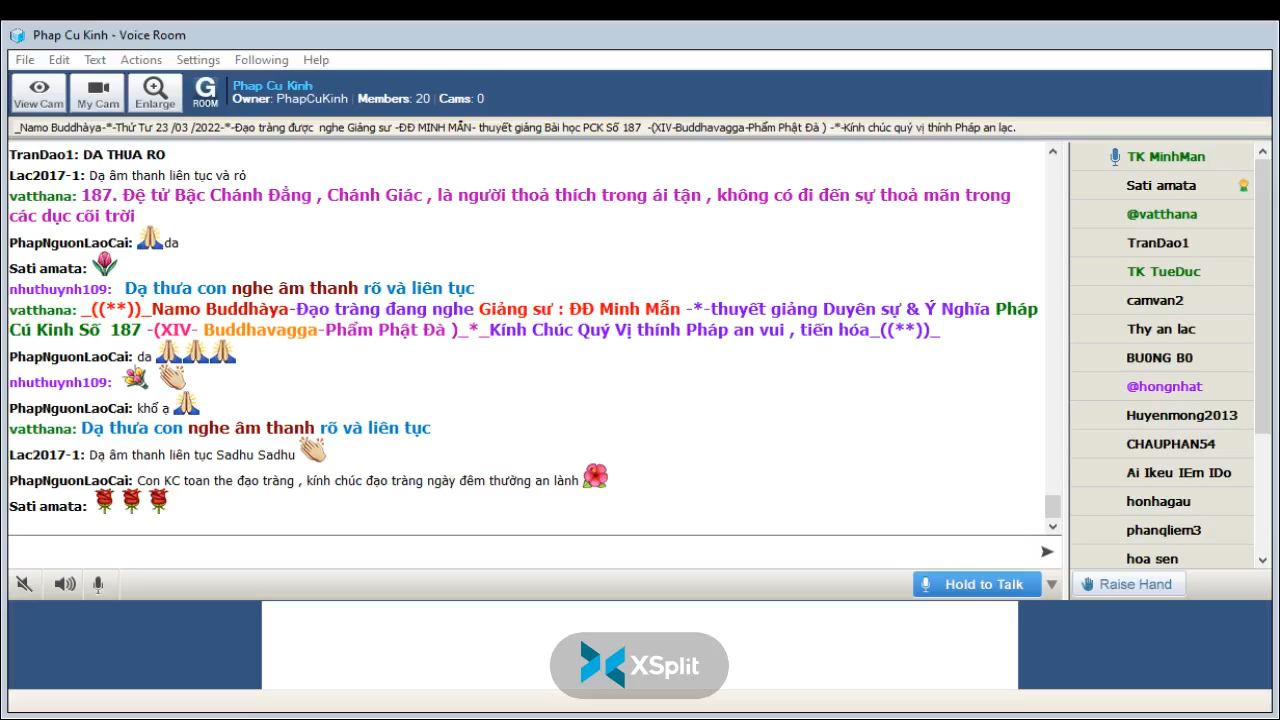 Phap Cu Kinh - Voice Room
File Edit Text Actions Settings Following Help
View Cam My Cam Enlarge G ROOM
Phap Cu Kinh
Owner: PhapCuKinh | Members: 20 | Cams: 0
_Namo Buddhàya-*-Thứ Tư 23 /03 /2022-*-Đạo tràng được nghe Giảng sư -ĐĐ MINH MẪN- thuyết giảng Bài học PCK Số 187 -(XIV-Buddhavagga-Phẩm Phật Đà ) -*-Kính chúc quý vị thính Pháp an lạc.
TranDao1: DA THUA RO
Lac2017-1: Dạ âm thanh liên tục và rỏ
vatthana: 187. Đệ tử Bậc Chánh Đẳng , Chánh Giác , là người thoả thích trong ái tận , không có đi đến sự thoả mãn trong
các dục cõi trời
PhapNguonLaoCai: da
Sati amata:
nhuthuynh109: Dạ thưa con nghe âm thanh rõ và liên tục
vatthana: _((**))_Namo Buddhàya-Đạo tràng đang nghe Giảng sư : ĐĐ Minh Mẫn -*-thuyết giảng Duyên sự & Ý Nghĩa Pháp
Cú Kinh Số 187 -(XIV- Buddhavagga-Phẩm Phật Đà )_*_Kính Chúc Quý Vị thính Pháp an vui , tiến hóa_((**))_
PhapNguonLaoCai: da
nhuthuynh109:
PhapNguonLaoCai: khổ ạ
vatthana: Dạ thưa con nghe âm thanh rõ và liên tục
Lac2017-1: Dạ âm thanh liên tục Sadhu Sadhu
PhapNguonLaoCai: Con KC toan the đạo tràng , kính chúc đạo tràng ngày đêm thường an lành
Sati amata:
TK MinhMan
Sati amata
@vatthana
TranDao1
TK TueDuc
camvan2
Thy an lac
BU0NG B0
@hongnhat
Huyenmong2013
CHAUPHAN54
Ai Ikeu IEm IDo
honhagau
phanqliem3
hoa sen
Hold to Talk
Raise Hand
XSplit